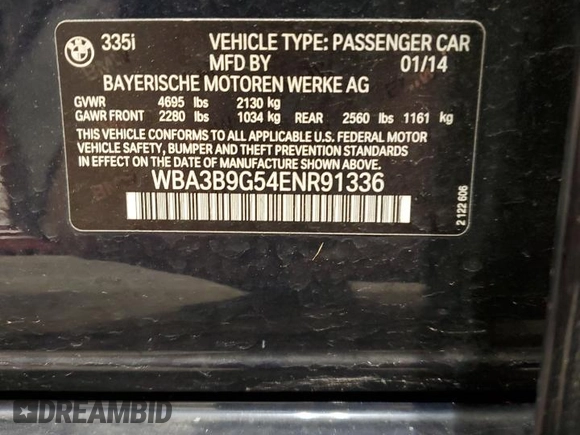 335i VEHICLE TYPE: PASSENGER CAR
MFD BY 01/14
BAYERISCHE MOTOREN WERKE AG
GVWR 4695 lbs 2130 kg
GAWR FRONT 2280 lbs 1034 kg REAR 2560 lbs 1161 kg
THIS VEHICLE CONFORMS TO ALL APPLICABLE U.S. FEDERAL MOTOR
VEHICLE SAFETY, BUMPER AND THEFT PREVENTION STANDARDS
IN EFFECT ON THE DATE OF MANUFACTURE SHOWN ABOVE.
WBA3B9G54ENR91336
2 122 606
DREAMBID